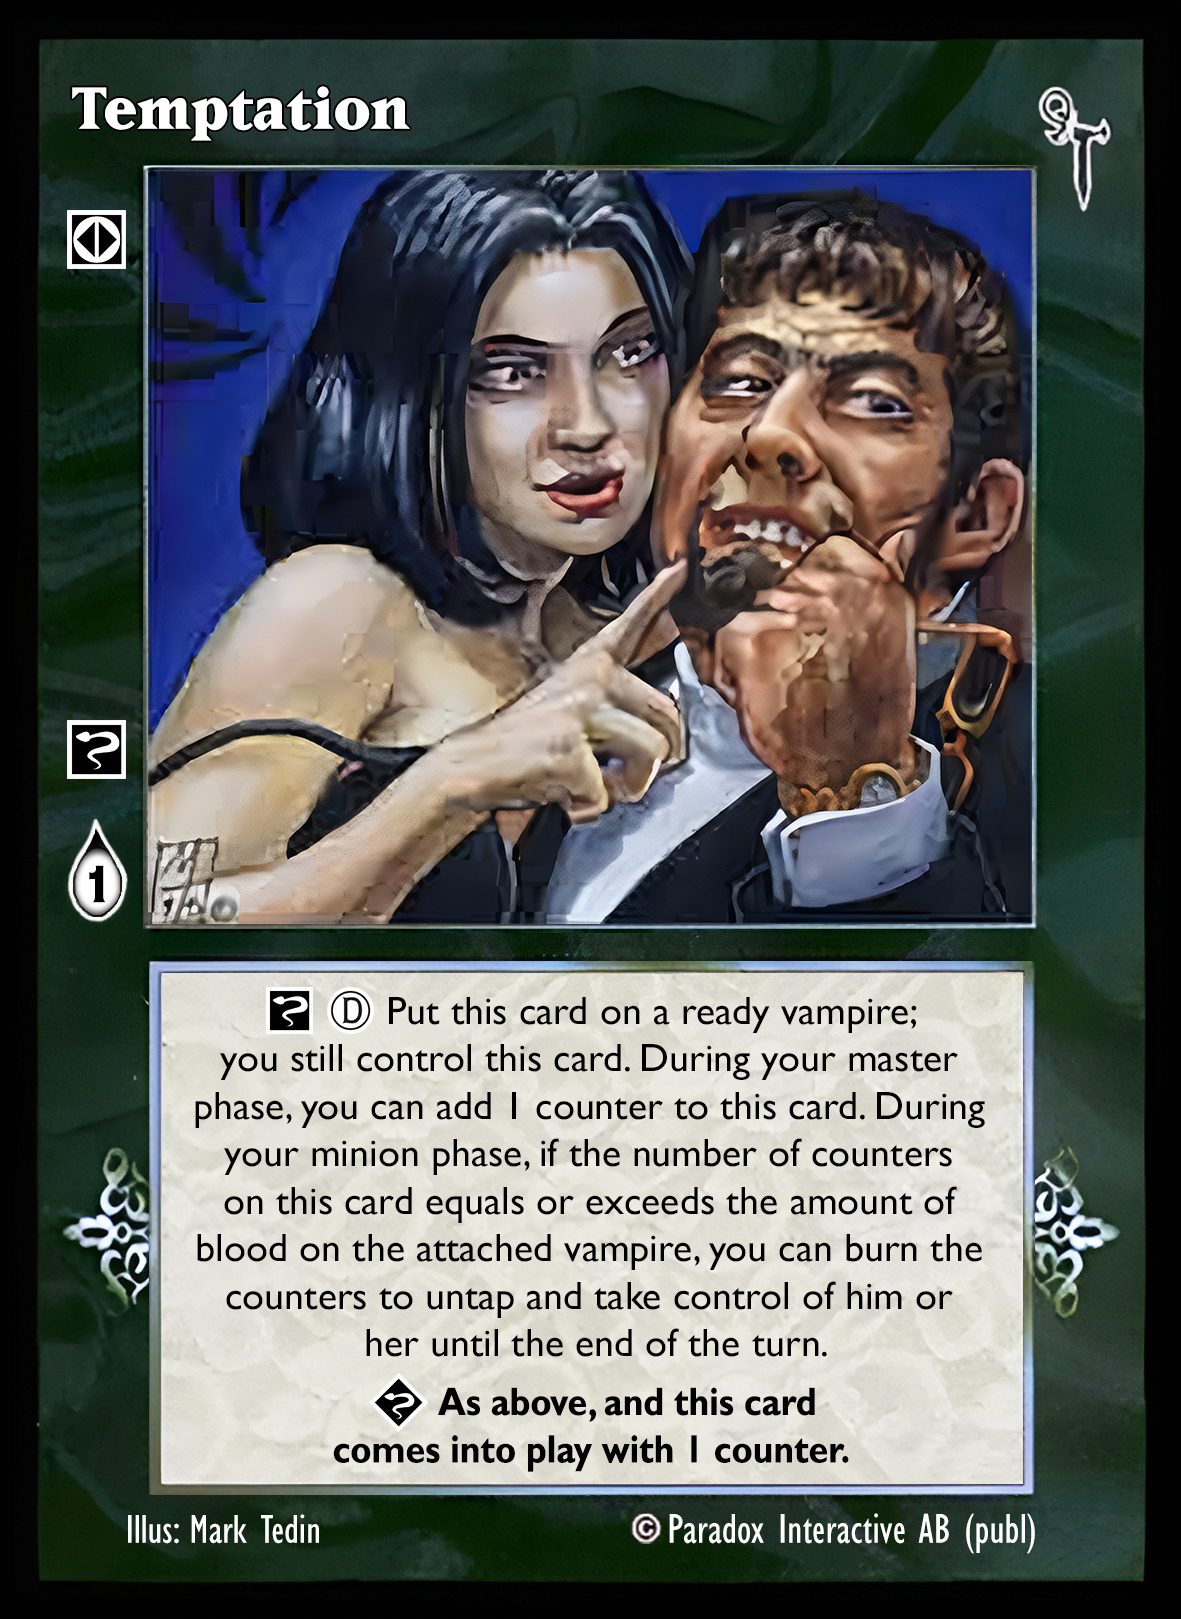 Temptation
1
D Put this card on a ready vampire;
you still control this card. During your master
phase, you can add 1 counter to this card. During
your minion phase, if the number of counters
on this card equals or exceeds the amount of
blood on the attached vampire, you can burn the
counters to untap and take control of him or
her until the end of the turn.
As above, and this card
comes into play with 1 counter.
Illus: Mark Tedin
© Paradox Interactive AB (publ)